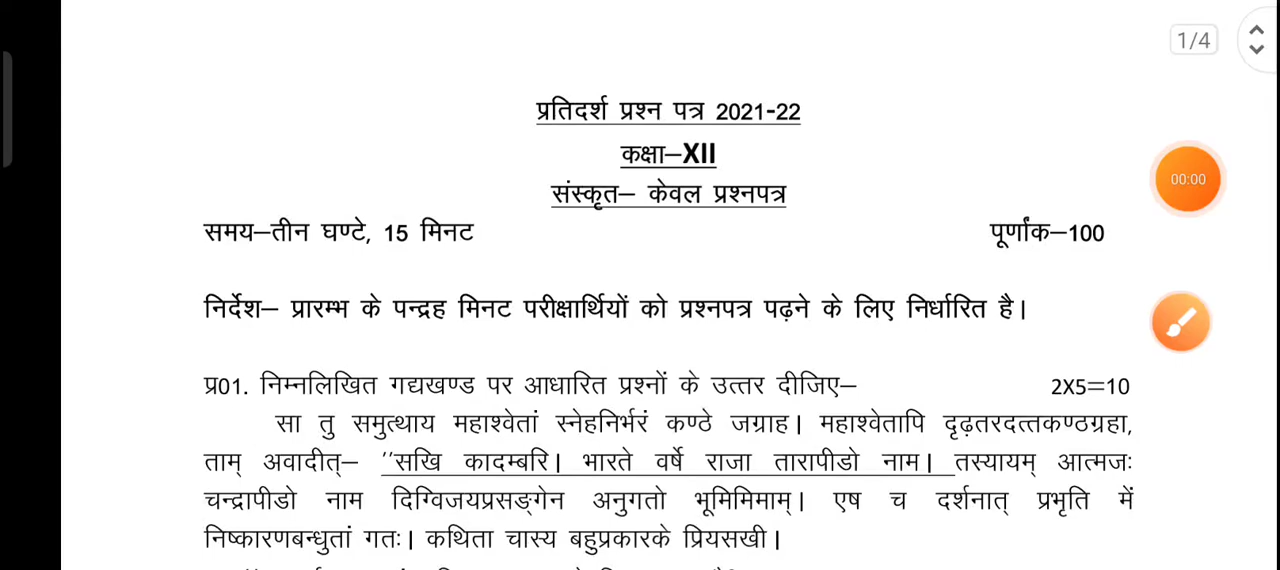 1/4
प्रतिदर्श प्रश्न पत्र 2021-22
कक्षा–XII
संस्कृत– केवल प्रश्नपत्र
00:00
समय–तीन घण्टे, 15 मिनट पूर्णांक–100
निर्देश– प्रारम्भ के पन्द्रह मिनट परीक्षार्थियों को प्रश्नपत्र पढ़ने के लिए निर्धारित है।
प्र01. निम्नलिखित गद्यखण्ड पर आधारित प्रश्नों के उत्तर दीजिए– 2X5=10
सा तु समुत्थाय महाश्वेतां स्नेहनिर्भरं कण्ठे जग्राह। महाश्वेतापि दृढ़तरदत्तकण्ठग्रहा,
ताम् अवादीत्– ''सखि कादम्बरि। भारते वर्षे राजा तारापीडो नाम। तस्यायम् आत्मजः
चन्द्रापीडो नाम दिग्विजयप्रसङ्गेन अनुगतो भूमिमिमाम्। एष च दर्शनात् प्रभृति में
निष्कारणबन्धुतां गतः। कथिता चास्य बहुप्रकारके प्रियसखी।